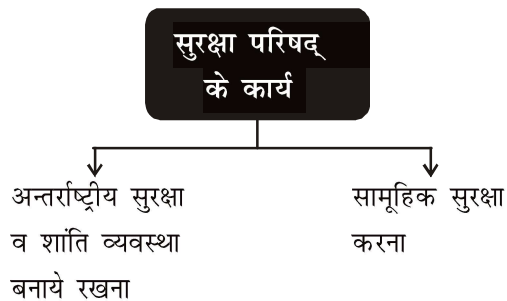 सुरक्षा परिषद्
के कार्य
अन्तर्राष्ट्रीय सुरक्षा
व शांति व्यवस्था
बनाये रखना
सामूहिक सुरक्षा
करना